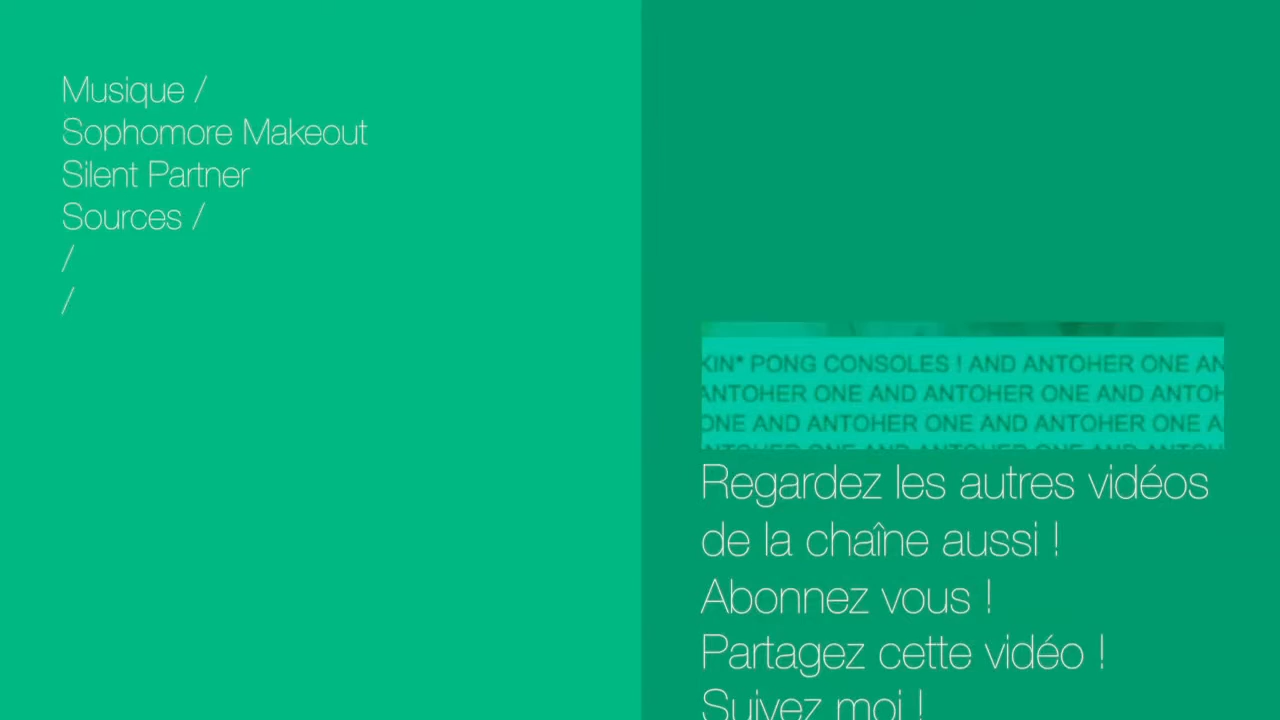 Musique /
Sophomore Makeout
Silent Partner
Sources /
/
/
KIN* PONG CONSOLES ! AND ANTOHER ONE AN
ANTOHER ONE AND ANTOHER ONE AND ANTOH
ONE AND ANTOHER ONE AND ANTOHER ONE A
Regardez les autres vidéos
de la chaîne aussi !
Abonnez vous !
Partagez cette vidéo !
Suivez moi !